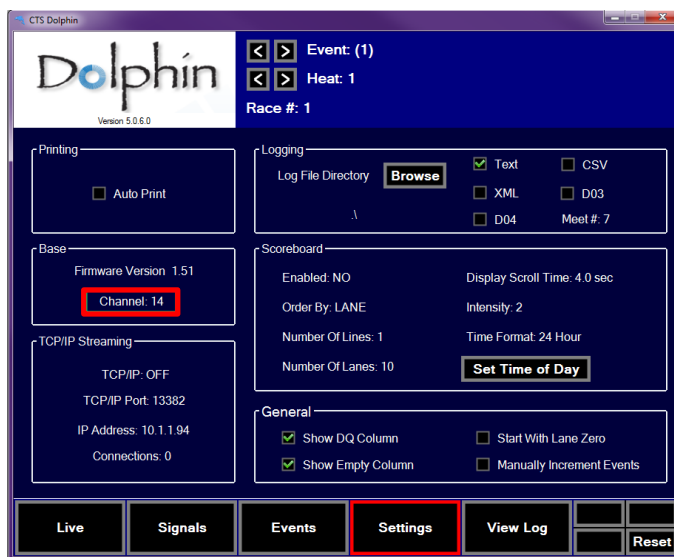 CTS Dolphin
Dolphin
Version 5.0.6.0
< > Event: (1)
< > Heat: 1
Race #: 1
Printing
Auto Print
Logging
Log File Directory Browse
.\
Text CSV
XML D03
D04 Meet #: 7
Base
Firmware Version 1.51
Channel: 14
Scoreboard
Enabled: NO Display Scroll Time: 4.0 sec
Order By: LANE Intensity: 2
Number Of Lines: 1 Time Format: 24 Hour
Number Of Lanes: 10 Set Time of Day
TCP/IP Streaming
TCP/IP: OFF
TCP/IP Port: 13382
IP Address: 10.1.1.94
Connections: 0
General
Show DQ Column Start With Lane Zero
Show Empty Column Manually Increment Events
Live Signals Events Settings View Log Reset